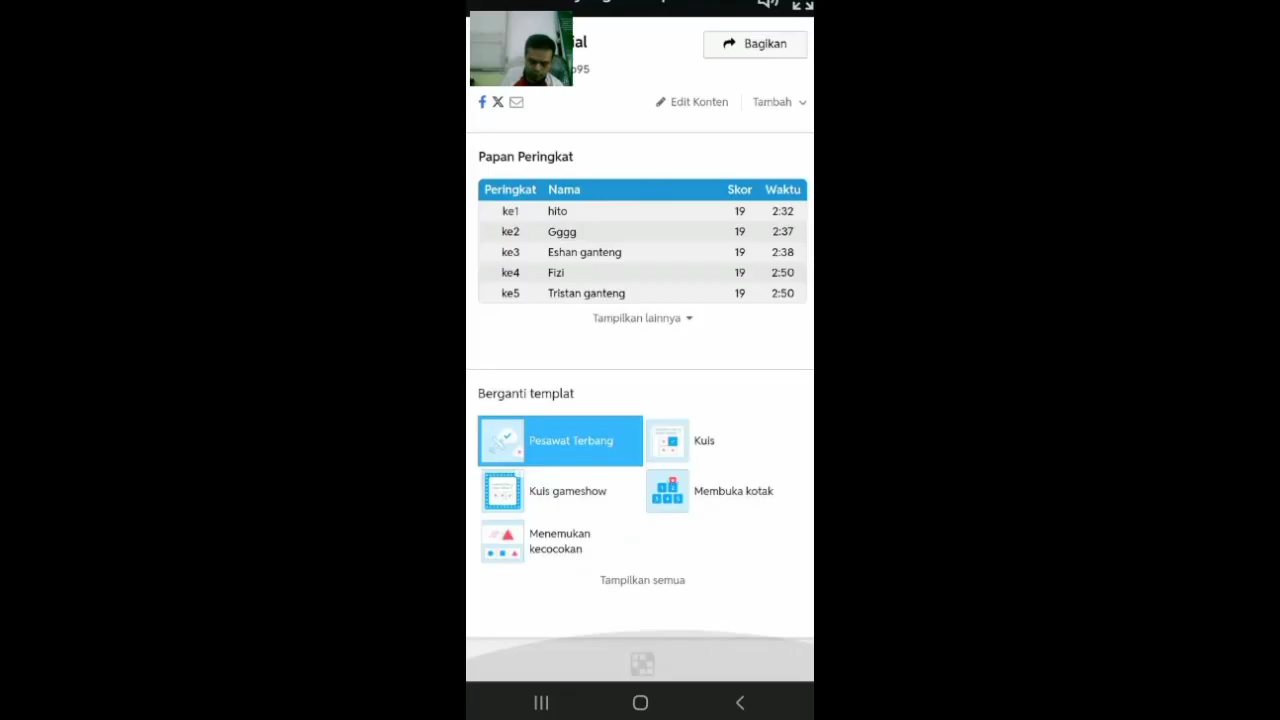 Bagikan
Edit Konten
Tambah
Papan Peringkat
Peringkat Nama Skor Waktu
ke1 hito 19 2:32
ke2 Gggg 19 2:37
ke3 Eshan ganteng 19 2:38
ke4 Fizi 19 2:50
ke5 Tristan ganteng 19 2:50
Tampilkan lainnya
Berganti templat
Pesawat Terbang
Kuis
Kuis gameshow
Membuka kotak
Menemukan
kecocokan
Tampilkan semua